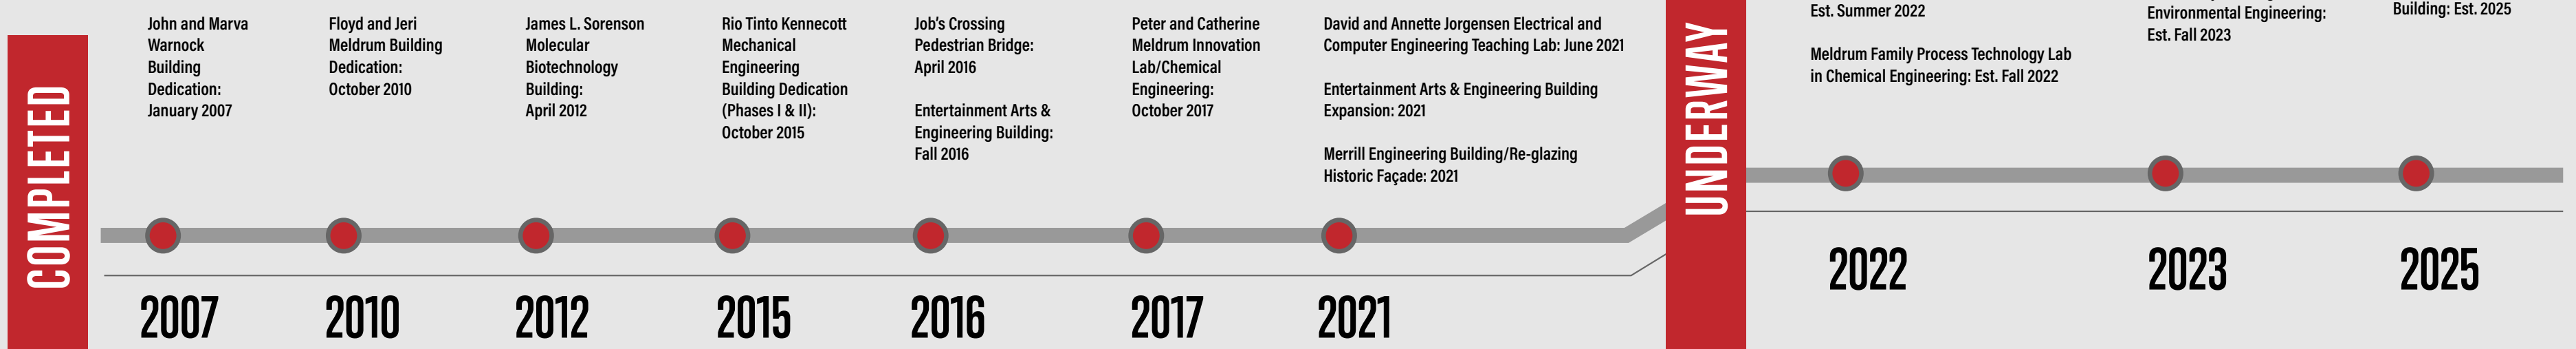 COMPLETED
John and Marva
Warnock
Building
Dedication:
January 2007
Floyd and Jeri
Meldrum Building
Dedication:
October 2010
James L. Sorenson
Molecular
Biotechnology
Building:
April 2012
Rio Tinto Kennecott
Mechanical
Engineering
Building Dedication
(Phases I & II):
October 2015
Job's Crossing
Pedestrian Bridge:
April 2016
Entertainment Arts &
Engineering Building:
Fall 2016
Peter and Catherine
Meldrum Innovation
Lab/Chemical
Engineering:
October 2017
David and Annette Jorgensen Electrical and
Computer Engineering Teaching Lab: June 2021
Entertainment Arts & Engineering Building
Expansion: 2021
Merrill Engineering Building/Re-glazing
Historic Façade: 2021
2007
2010
2012
2015
2016
2017
2021
UNDERWAY
Est. Summer 2022
Meldrum Family Process Technology Lab
in Chemical Engineering: Est. Fall 2022
Environmental Engineering:
Est. Fall 2023
Building: Est. 2025
2022
2023
2025